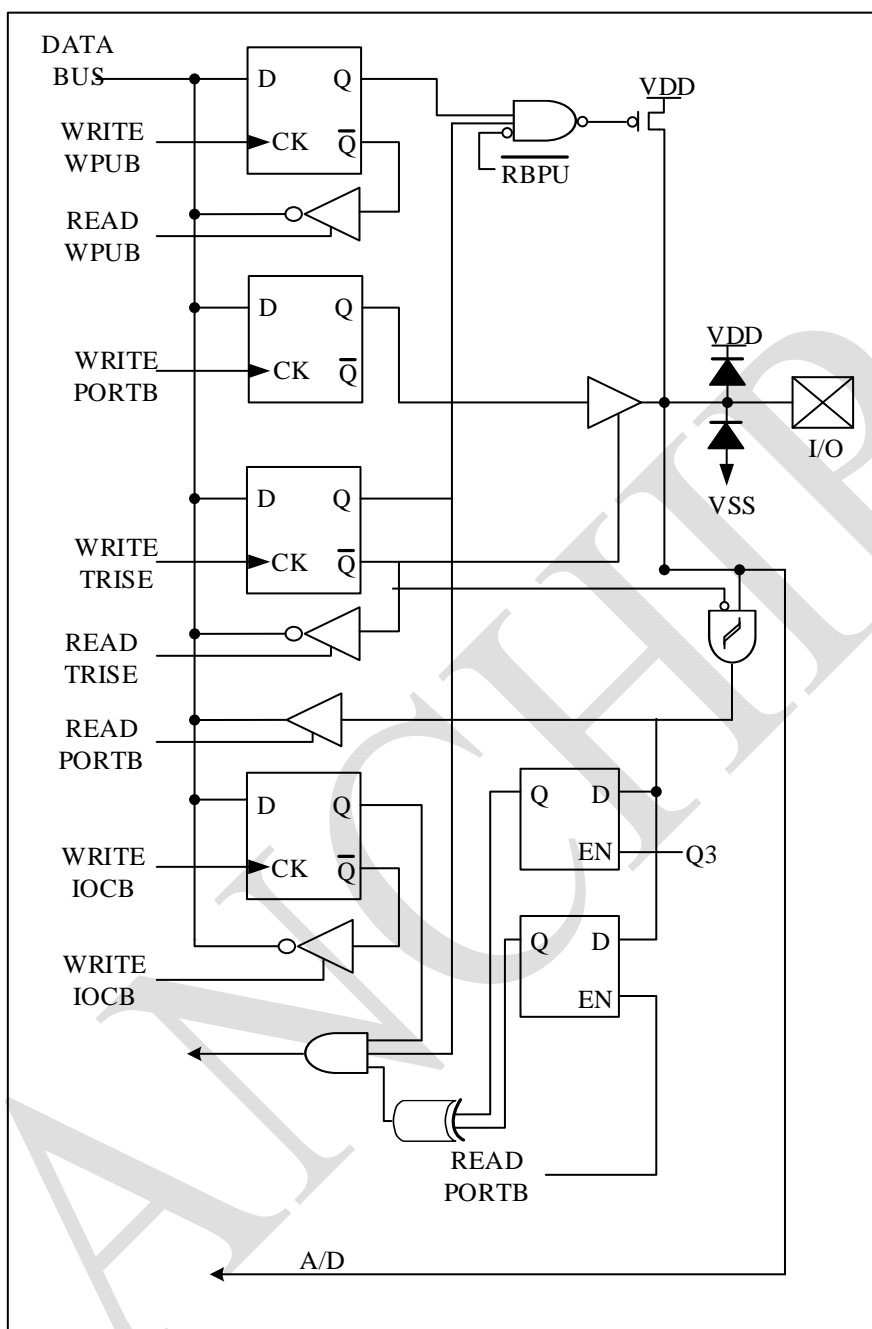 DATA
BUS
D Q
WRITE
WPUB
CK Q
VDD
RBPU
READ
WPUB
D Q
WRITE
PORTB
CK Q
VDD
I/O
VSS
D Q
WRITE
TRISE
CK Q
READ
TRISE
READ
PORTB
D Q
WRITE
IOCB
CK Q
Q D
EN
Q3
WRITE
IOCB
Q D
EN
READ
PORTB
A/D
ANCHIP